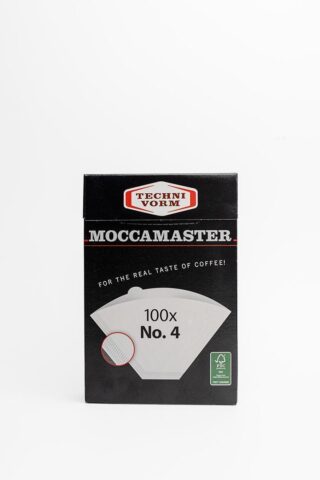 TECHNI
VORM
MOCCAMASTER
FOR THE REAL TASTE OF COFFEE!
100x
No. 4
FSC